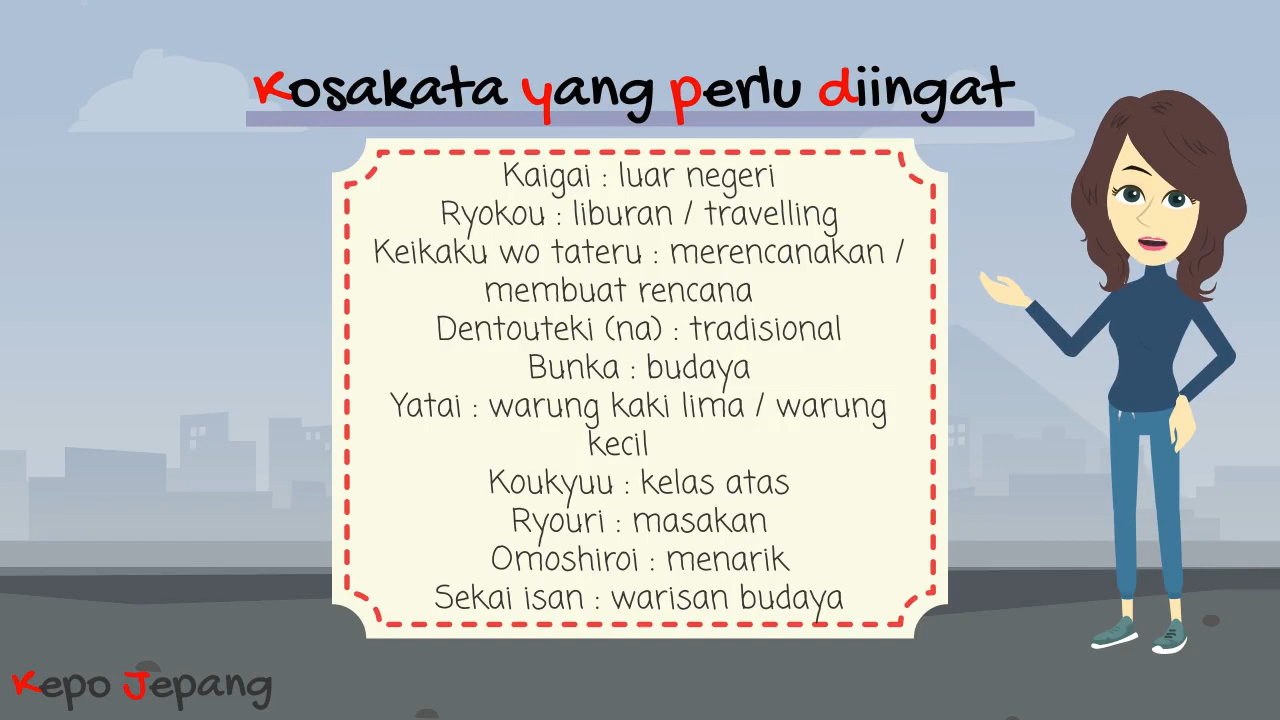 Kosakata yang perlu diingat
Kaigai : luar negeri
Ryokou : liburan / travelling
Keikaku wo tateru : merencanakan /
membuat rencana
Dentouteki (na) : tradisional
Bunka : budaya
Yatai : warung kaki lima / warung
kecil
Koukyuu : kelas atas
Ryouri : masakan
Omoshiroi : menarik
Sekai isan : warisan budaya
Kepo Jepang